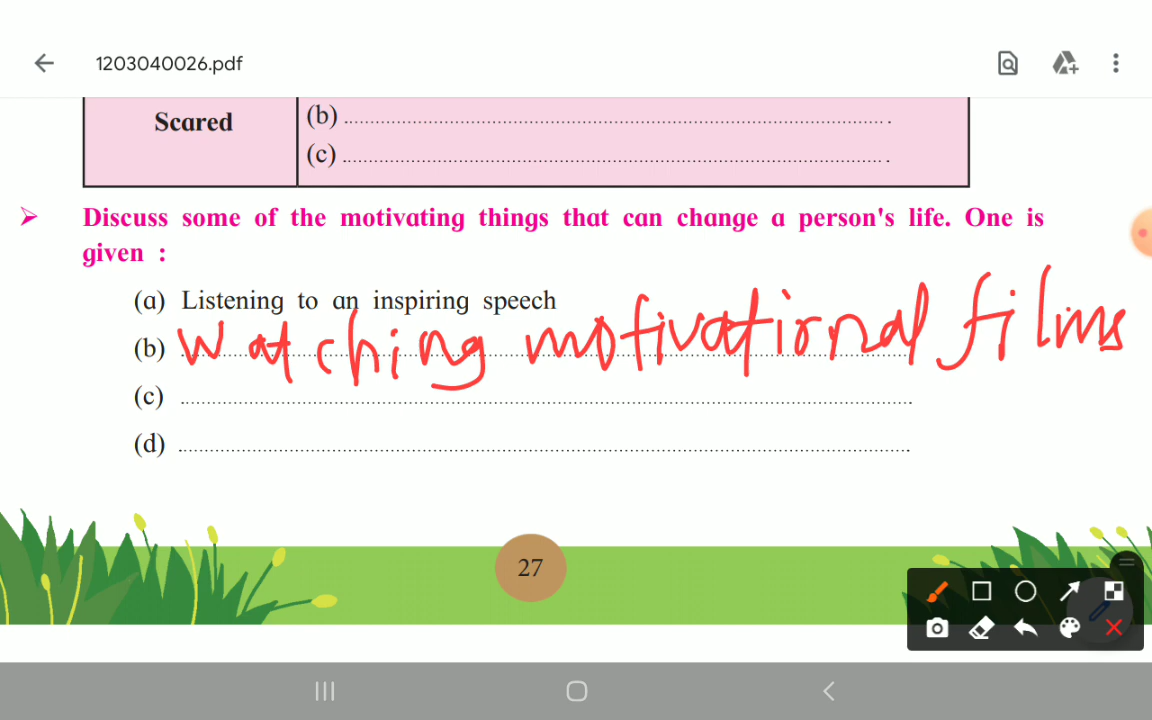 1203040026.pdf
Scared
(b) .................................................................................................... .
(c) .................................................................................................... .
➢ Discuss some of the motivating things that can change a person's life. One is
given :
(a) Listening to an inspiring speech
(b) Watching motivational films
(c) ....................................................................................................
(d) ....................................................................................................
27